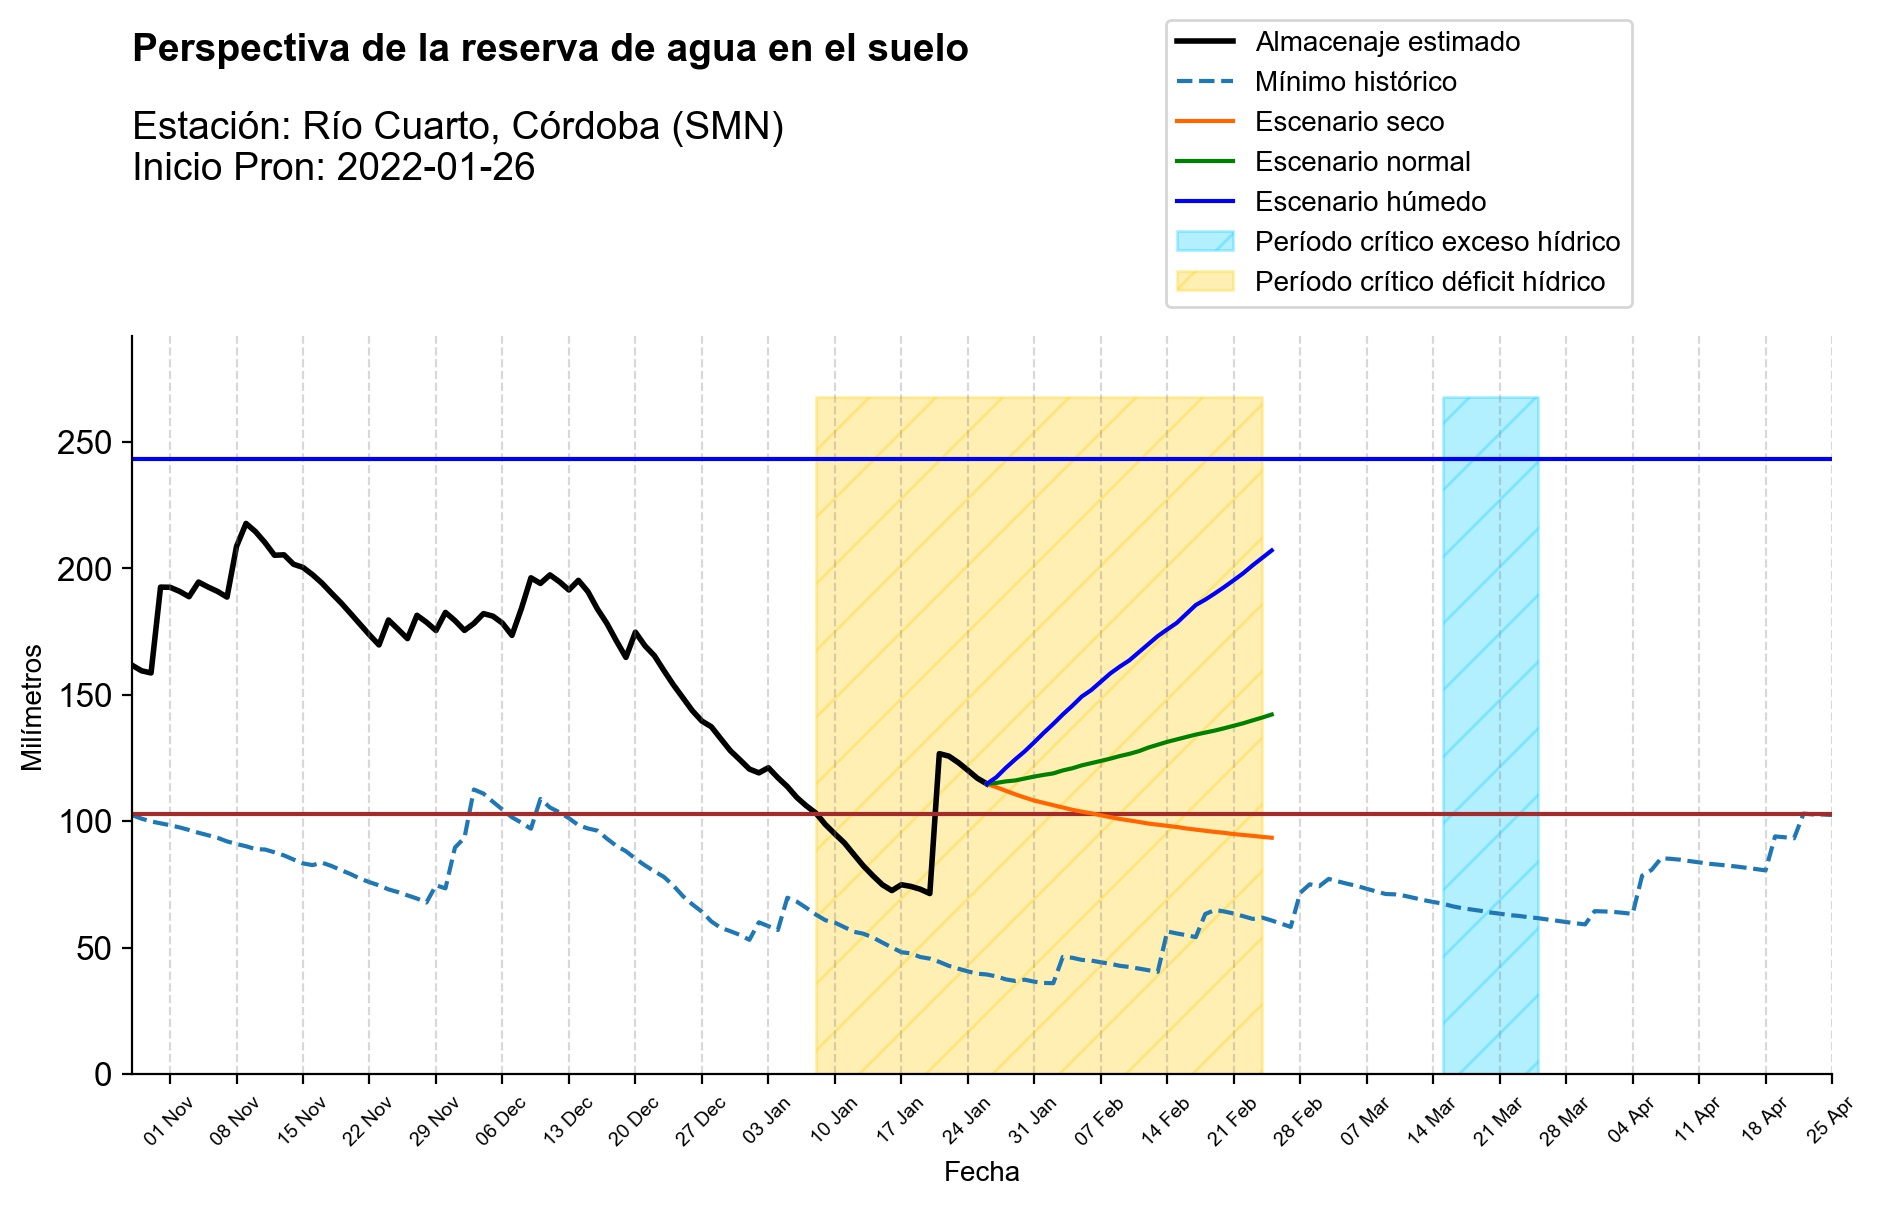 Perspectiva de la reserva de agua en el suelo
Estación: Río Cuarto, Córdoba (SMN)
Inicio Pron: 2022-01-26
Almacenaje estimado
Mínimo histórico
Escenario seco
Escenario normal
Escenario húmedo
Período crítico exceso hídrico
Período crítico déficit hídrico
Milímetros
250
200
150
100
50
0
01 Nov
08 Nov
15 Nov
22 Nov
29 Nov
06 Dec
13 Dec
20 Dec
27 Dec
03 Jan
10 Jan
17 Jan
24 Jan
31 Jan
07 Feb
14 Feb
21 Feb
28 Feb
07 Mar
14 Mar
21 Mar
28 Mar
04 Apr
11 Apr
18 Apr
25 Apr
Fecha